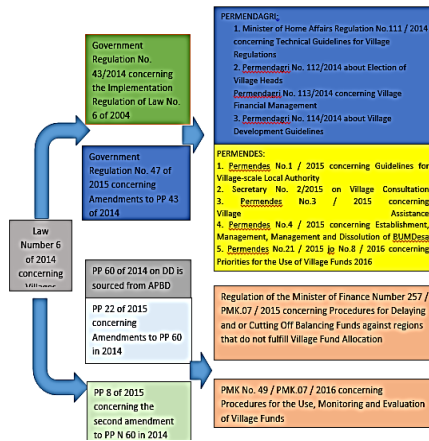 Law
Number 6
of 2014
concerning
Villages
Government
Regulation No.
43/2014 concerning
the Implementation
Regulation of Law No.
6 of 2004
Government
Regulation No. 47 of
2015 concerning
Amendments to PP 43
of 2014
PP 60 of 2014 on DD is
sourced from APBD
PP 22 of 2015
concerning
Amendments to PP 60
in 2014
PP 8 of 2015
concerning the
second amendment
to PP N 60 in 2014
PERMENDAGRI;
1. Minister of Home Affairs Regulation No.111 / 2014
concerning Technical Guidelines for Village
Regulations
2. Permendagri No. 112/2014 about Election of
Village Heads
Permendagri No. 113/2014 concerning Village
Financial Management
3. Permendagri No. 114/2014 about Village
Development Guidelines
PERMENDES:
1. Permendes No.1 / 2015 concerning Guidelines for
Village-scale Local Authority
2. Secretary No. 2/2015 on Village Consultation
3. Permendes No.3 / 2015 concerning
Village Assistance
4. Permendes No.4 / 2015 concerning Establishment,
Management, Management and Dissolution of BUMDesa
5. Permendes No.21 / 2015 jo No.8 / 2016 concerning
Priorities for the Use of Village Funds 2016
Regulation of the Minister of Finance Number 257 /
PMK.07 / 2015 concerning Procedures for Delaying
and or Cutting Off Balancing Funds against regions
that do not fulfill Village Fund Allocation
PMK No. 49 / PMK.07 / 2016 concerning
Procedures for the Use, Monitoring and Evaluation
of Village Funds